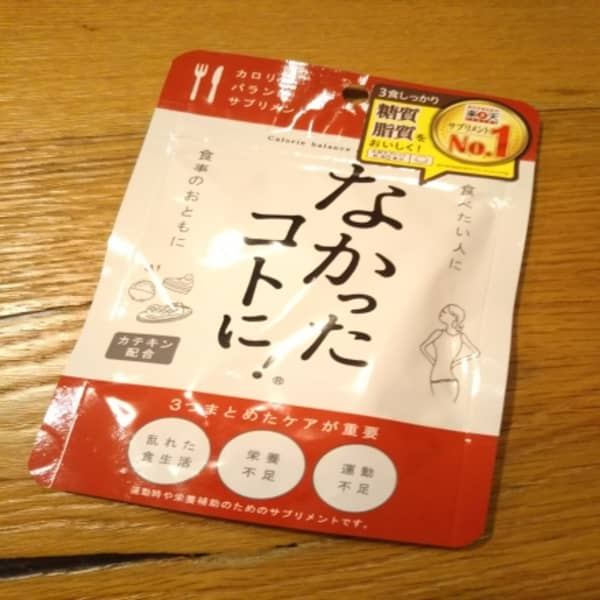 カロリ
バラン
サプリメン
Calorie balance
3食しっかり
糖質
脂質を
おいしく!
楽天
サプリメント
No.1
食べたい人に
なかった
コトに!®
食事のおともに
カテキン
配合
3つまとめたケアが重要
乱れた
食生活
栄養
不足
運動
不足
運動時や栄養補助のためのサプリメントです。